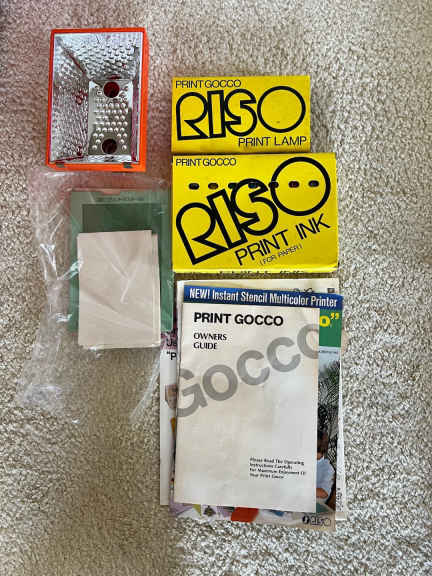 PRINT GOCCO
RISO
PRINT LAMP
PRINT GOCCO
RISO
PRINT INK
(FOR PAPER)
NEW! Instant Stencil Multicolor Printer
PRINT GOCCO
OWNERS
GUIDE
GOCCO
Please Read The Operating
Instructions Carefully
For Maximum Enjoyment Of
Your Print Gocco
RISO